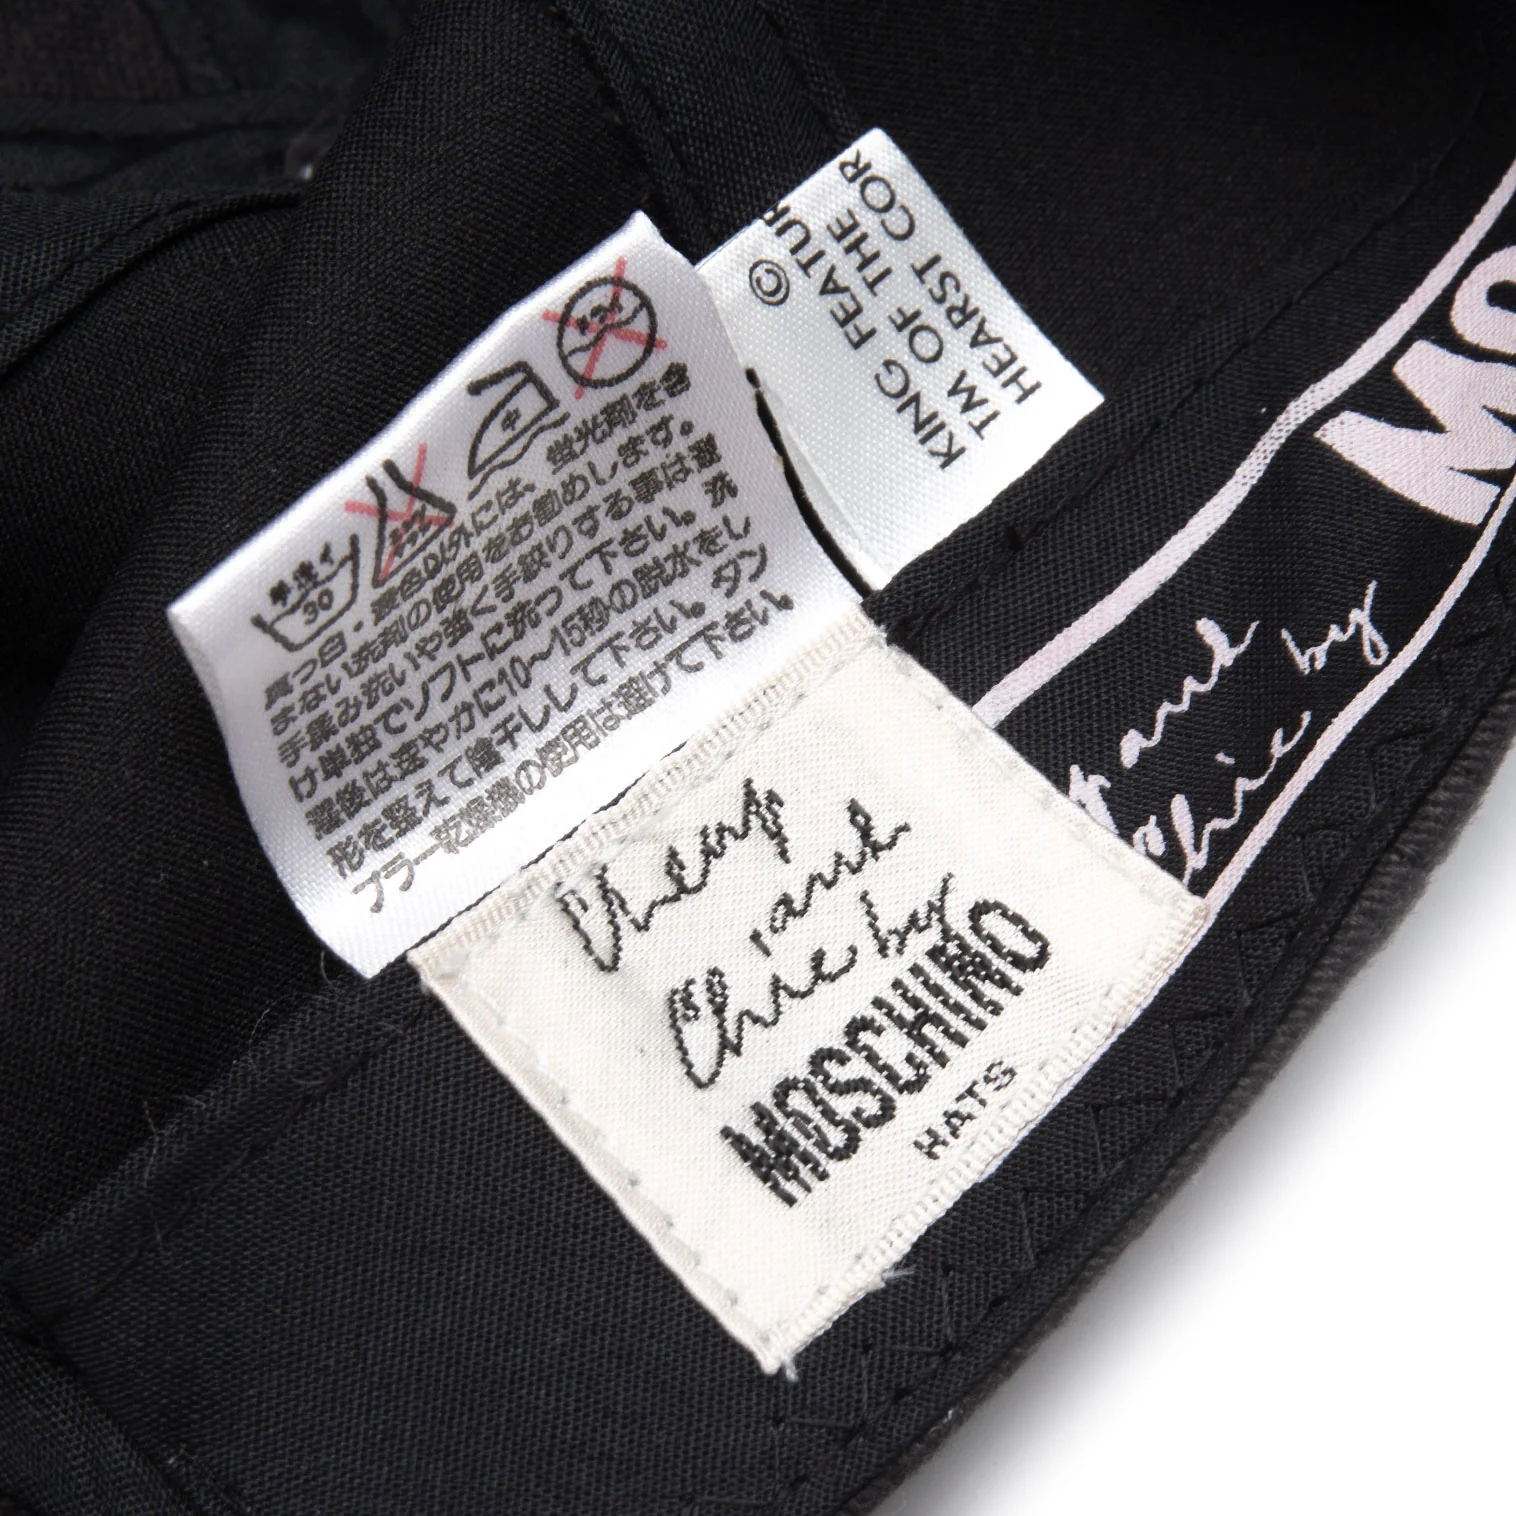 手洗イ
30
真っ白・濃色以外には、蛍光剤を含
まない洗剤の使用をお勧めします。
手揉み洗いや強く手絞りする事は避
け単独でソフトに洗って下さい。洗
濯後は速やかに10〜15秒の脱水をし
形を整えて陰干しして下さい。タン
ブラー乾燥機の使用は避けて下さい。
©
KING FEATUR
TM OF THE
HEARST COR
Cheap
and
Chic by
MOSCHINO
HATS
and
Chic by
MO